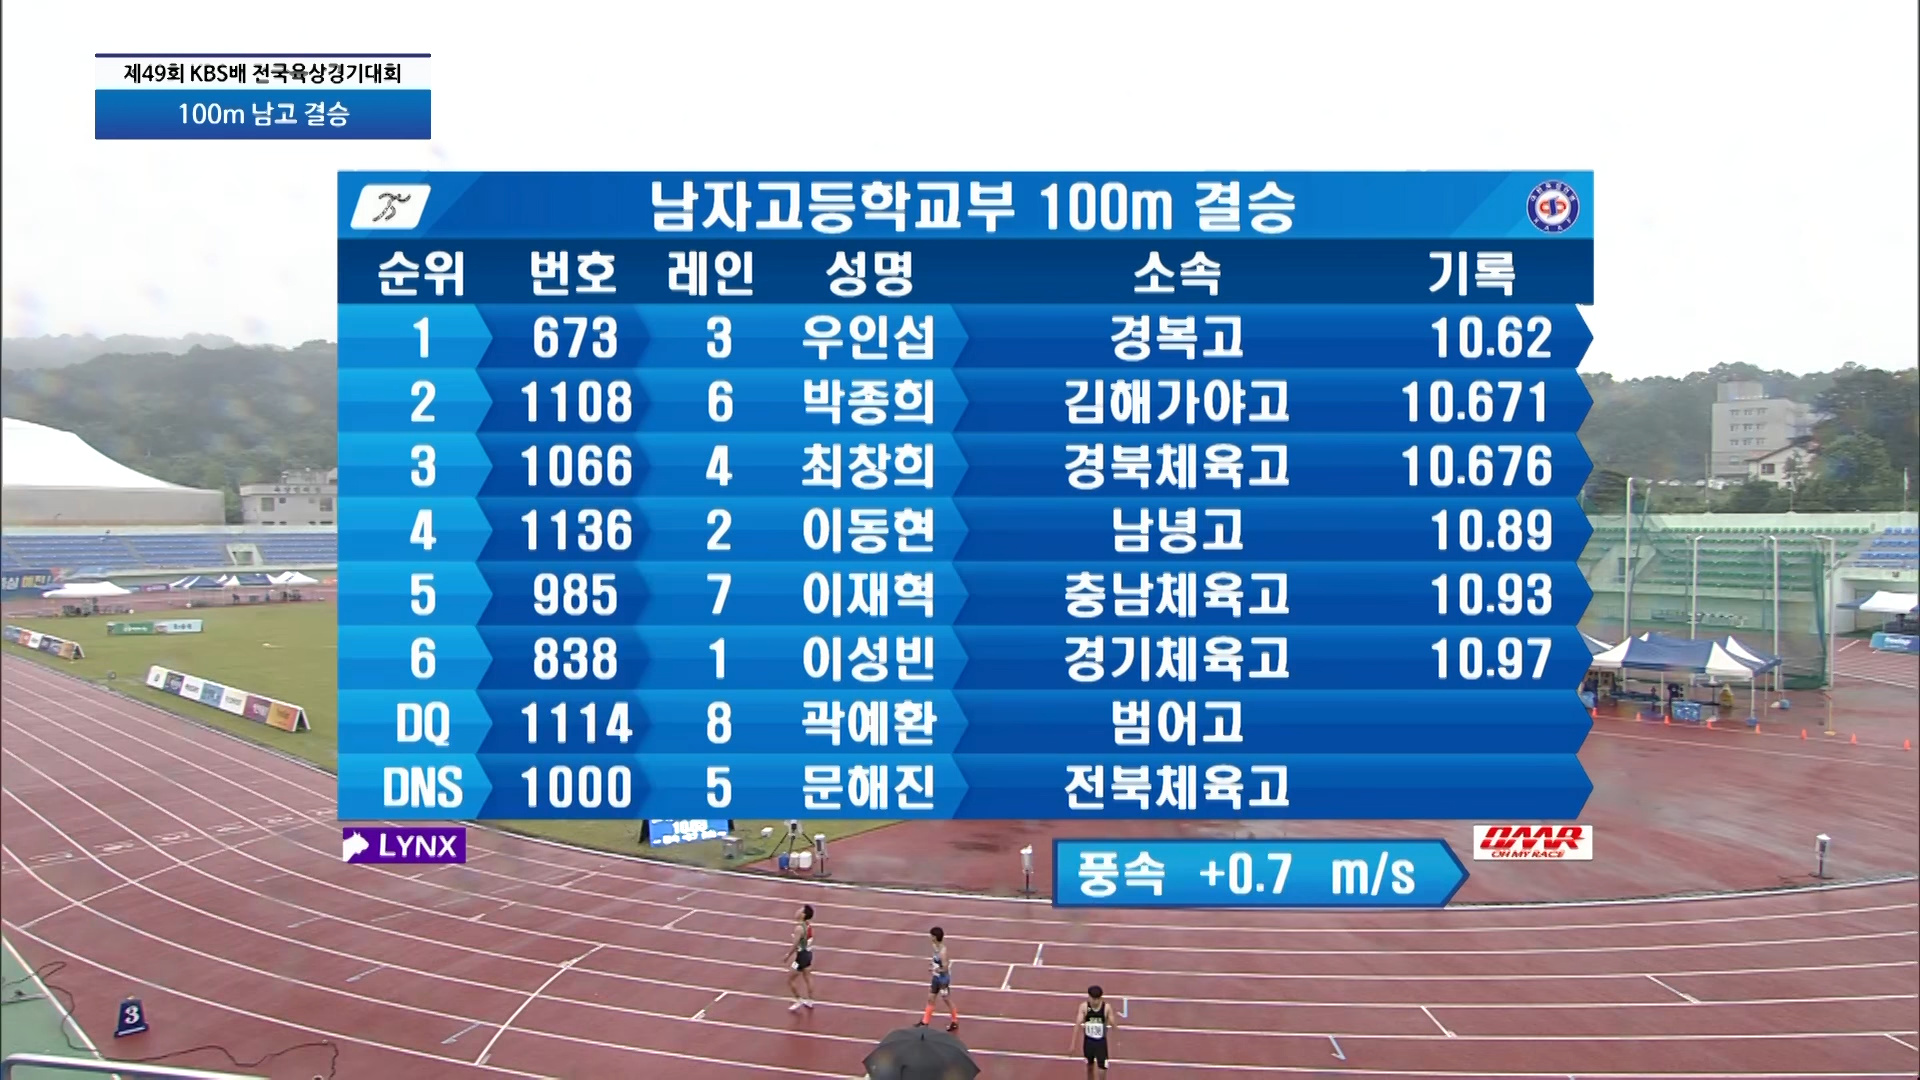 제49회 KBS배 전국육상경기대회
100m 남고 결승
남자고등학교부 100m 결승
순위 번호 레인 성명 소속 기록
1 673 3 우인섭 경복고 10.62
2 1108 6 박종희 김해가야고 10.671
3 1066 4 최창희 경북체육고 10.676
4 1136 2 이동현 남녕고 10.89
5 985 7 이재혁 충남체육고 10.93
6 838 1 이성빈 경기체육고 10.97
DQ 1114 8 곽예환 범어고
DNS 1000 5 문해진 전북체육고
LYNX
OMR
OH MY RACE
풍속 +0.7 m/s
3
1136